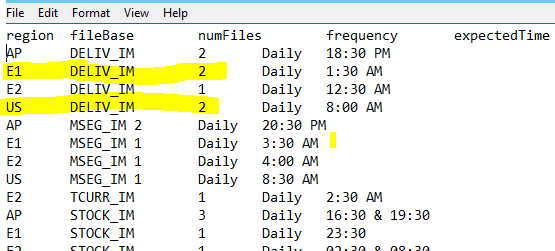 File Edit Format View Help
region fileBase numFiles frequency expectedTime
AP DELIV_IM 2 Daily 18:30 PM
E1 DELIV_IM 2 Daily 1:30 AM
E2 DELIV_IM 1 Daily 12:30 AM
US DELIV_IM 2 Daily 8:00 AM
AP MSEG_IM 2 Daily 20:30 PM
E1 MSEG_IM 1 Daily 3:30 AM
E2 MSEG_IM 1 Daily 4:00 AM
US MSEG_IM 1 Daily 8:30 AM
E2 TCURR_IM 1 Daily 2:30 AM
AP STOCK_IM 3 Daily 16:30 & 19:30
E1 STOCK_IM 1 Daily 23:30
E2 STOCK_IM 1 Daily 02:30 & 08:30